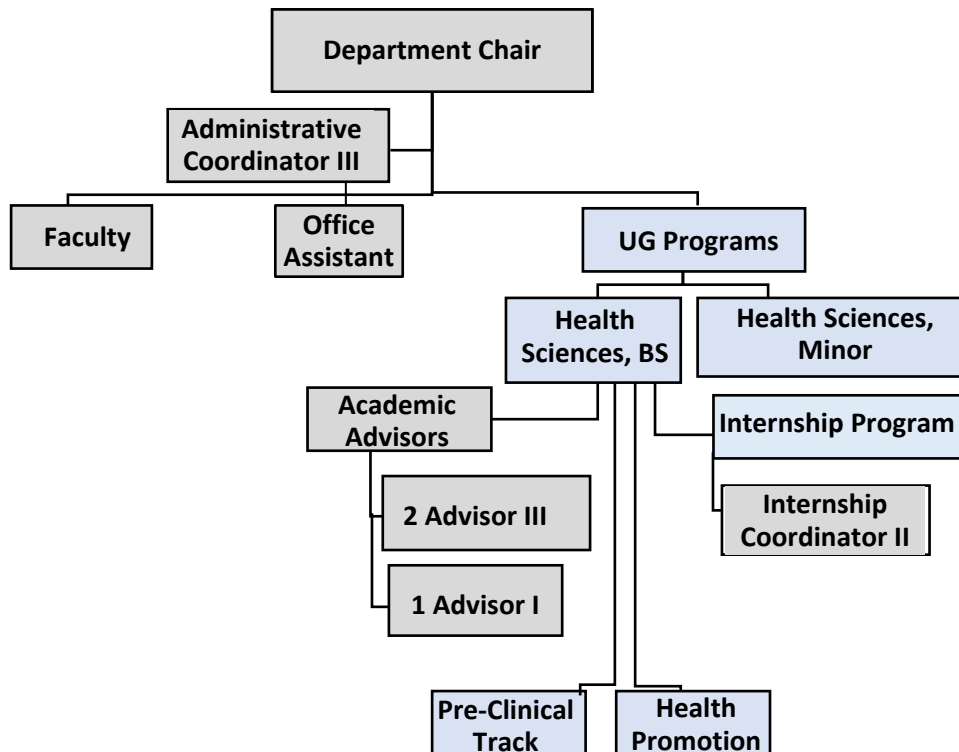 Department Chair
Administrative
Coordinator III
Faculty
Office
Assistant
UG Programs
Health
Sciences, BS
Health Sciences,
Minor
Academic
Advisors
Internship Program
2 Advisor III
Internship
Coordinator II
1 Advisor I
Pre-Clinical
Track
Health
Promotion